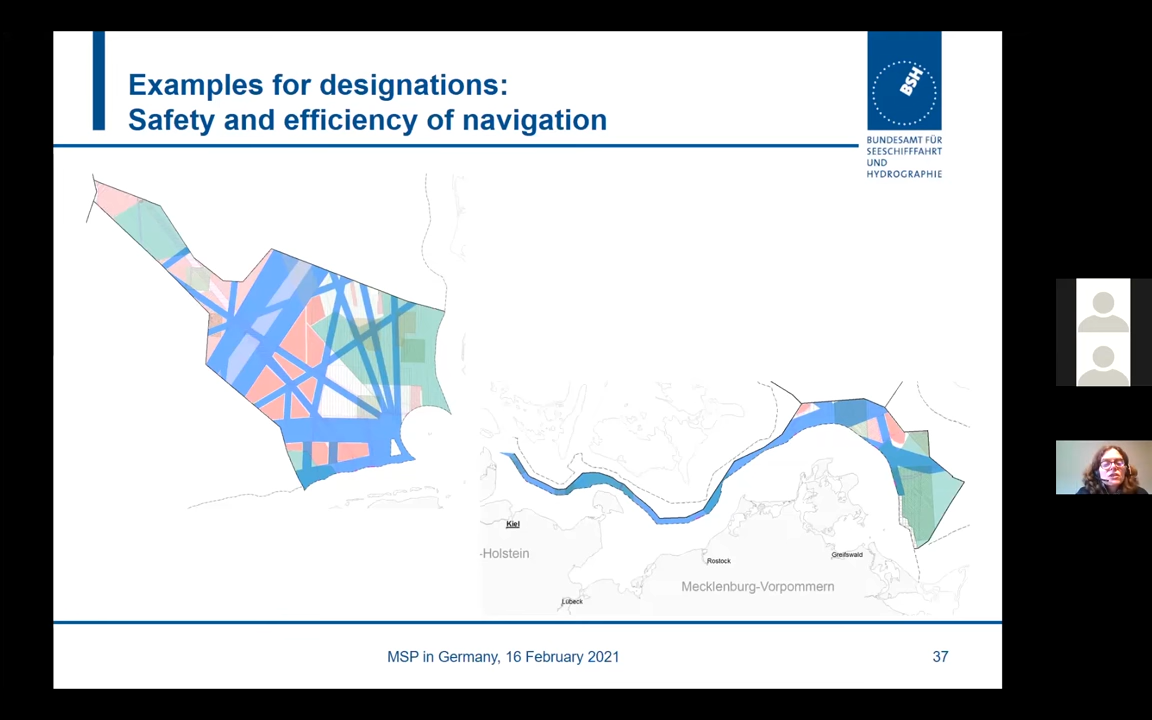 Examples for designations:
Safety and efficiency of navigation
BSH
BUNDESAMT FÜR
SEESCHIFFFAHRT
UND
HYDROGRAPHIE
Kiel
-Holstein
Lübeck
Rostock
Greifswald
Mecklenburg-Vorpommern
MSP in Germany, 16 February 2021
37